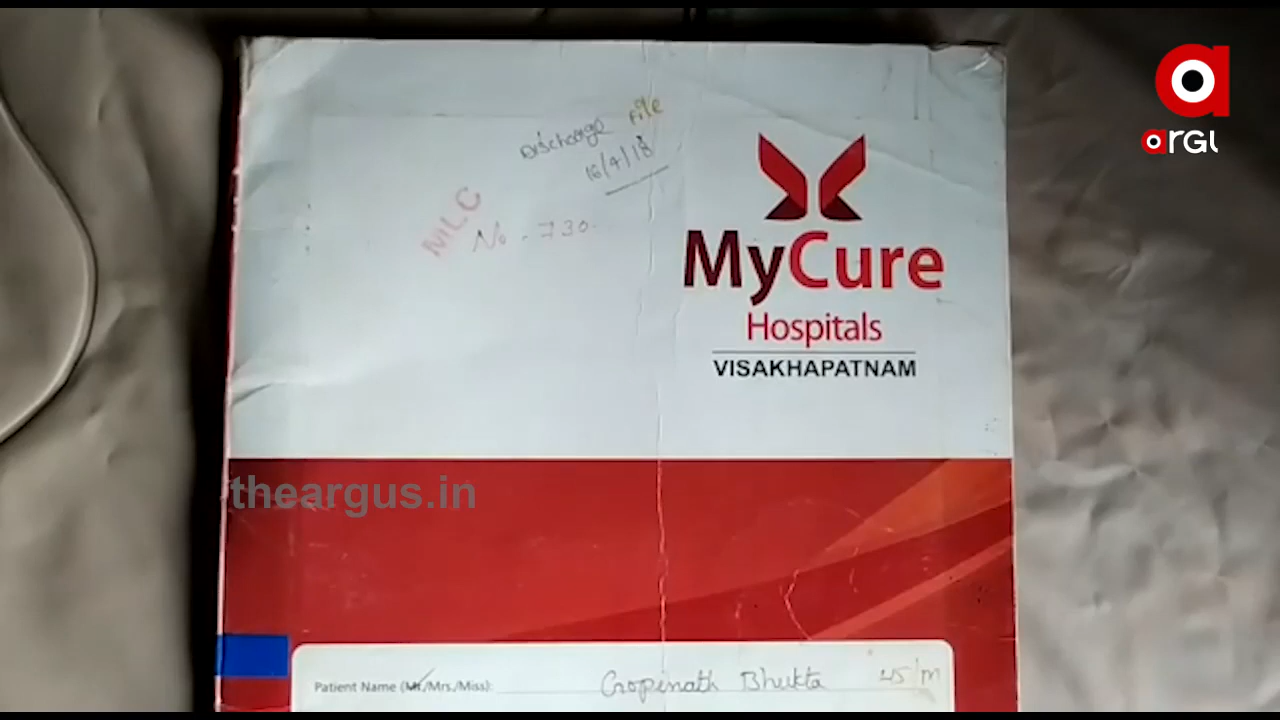 Discharge File
16/4/18
MLC
No - 730.
MyCure
Hospitals
VISAKHAPATNAM
theargus.in
Patient Name (Mr./Mrs./Miss): Gopinath Bhukta 45/M